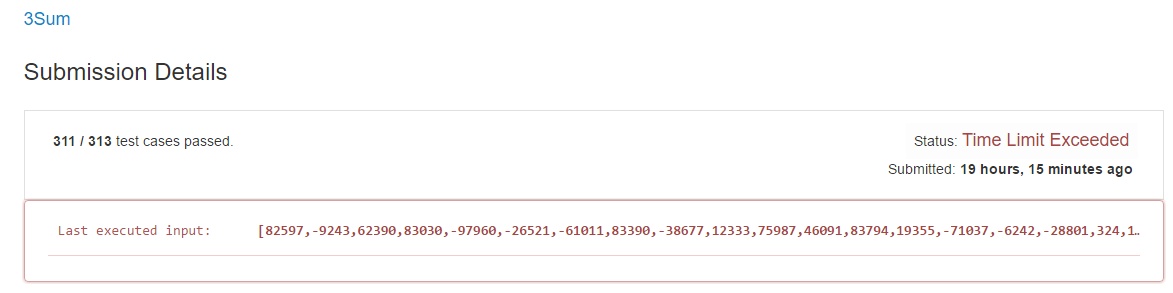 3Sum
Submission Details
311 / 313 test cases passed.
Status: Time Limit Exceeded
Submitted: 19 hours, 15 minutes ago
Last executed input: [82597,-9243,62390,83030,-97960,-26521,-61011,83390,-38677,12333,75987,46091,83794,19355,-71037,-6242,-28801,324,1…